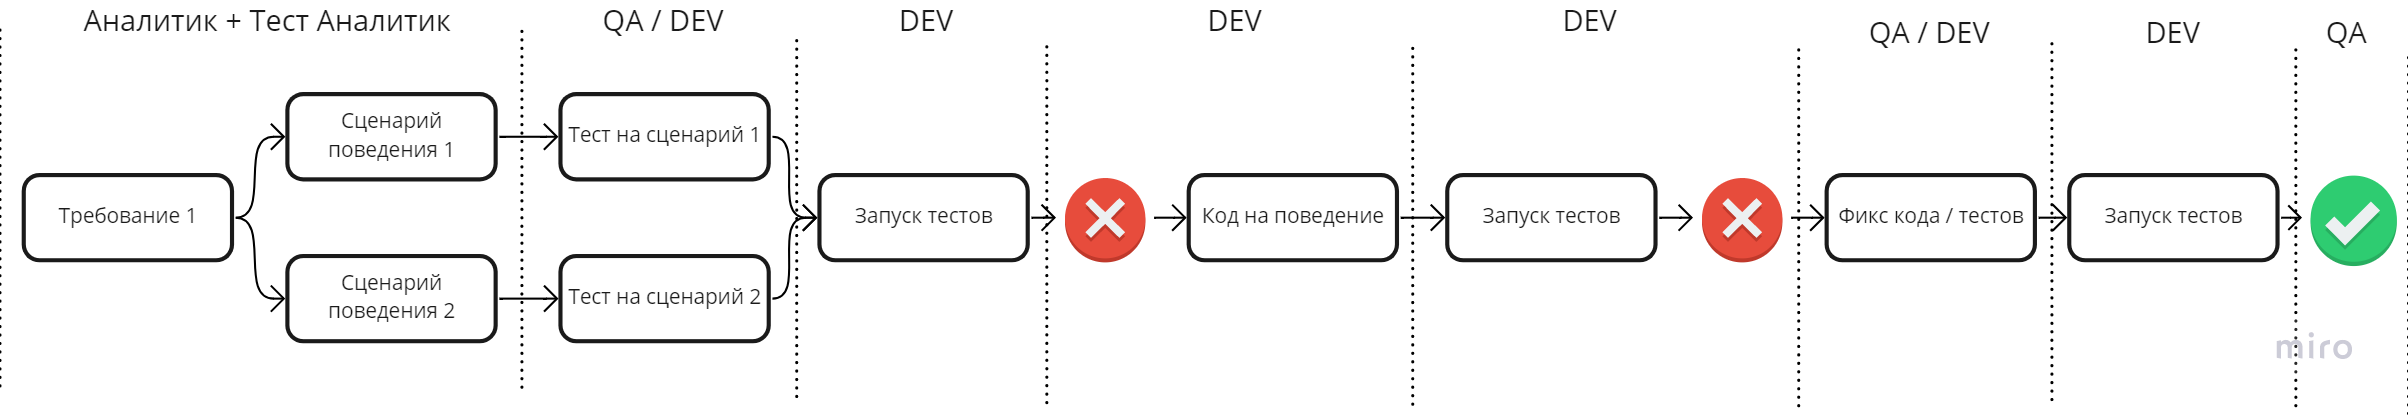 Аналитик + Тест Аналитик
QA / DEV
DEV
DEV
DEV
QA / DEV
DEV
QA
Требование 1
Сценарий
поведения 1
Сценарий
поведения 2
Тест на сценарий 1
Тест на сценарий 2
Запуск тестов
Код на поведение
Запуск тестов
Фикс кода / тестов
Запуск тестов
miro